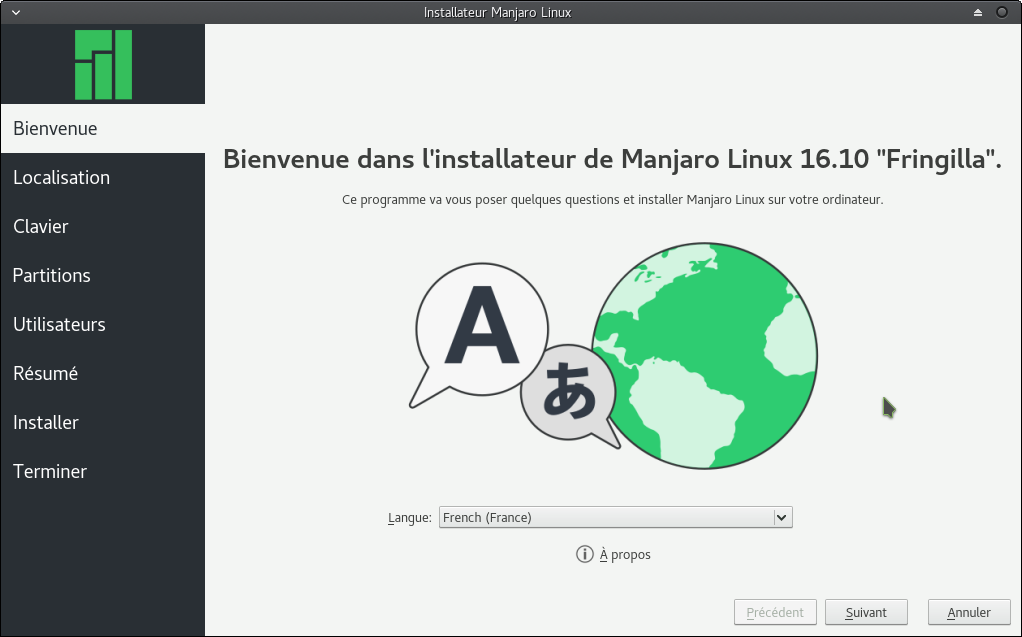 Installateur Manjaro Linux
Bienvenue
Localisation
Clavier
Partitions
Utilisateurs
Résumé
Installer
Terminer
Bienvenue dans l'installateur de Manjaro Linux 16.10 "Fringilla".
Ce programme va vous poser quelques questions et installer Manjaro Linux sur votre ordinateur.
A
あ
Langue: French (France)
À propos
Précédent Suivant Annuler